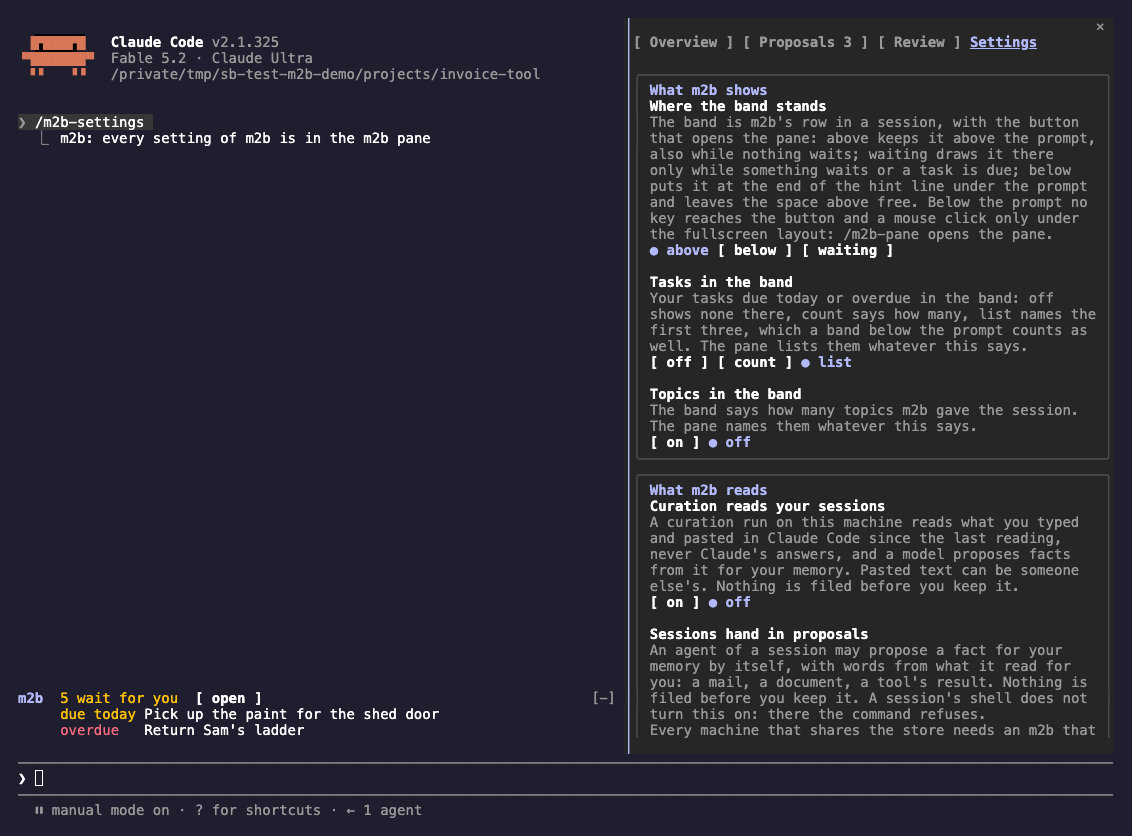 Claude Code v2.1.325
Fable 5.2 · Claude Ultra
/private/tmp/sb-test-m2b-demo/projects/invoice-tool
❯ /m2b-settings
⎿ m2b: every setting of m2b is in the m2b pane
m2b 5 wait for you [ open ] [−]
due today Pick up the paint for the shed door
overdue Return Sam's ladder
×
[ Overview ] [ Proposals 3 ] [ Review ] Settings
What m2b shows
Where the band stands
The band is m2b's row in a session, with the button
that opens the pane: above keeps it above the prompt,
also while nothing waits; waiting draws it there
only while something waits or a task is due; below
puts it at the end of the hint line under the prompt
and leaves the space above free. Below the prompt no
key reaches the button and a mouse click only under
the fullscreen layout: /m2b-pane opens the pane.
● above [ below ] [ waiting ]
Tasks in the band
Your tasks due today or overdue in the band: off
shows none there, count says how many, list names the
first three, which a band below the prompt counts as
well. The pane lists them whatever this says.
[ off ] [ count ] ● list
Topics in the band
The band says how many topics m2b gave the session.
The pane names them whatever this says.
[ on ] ● off
What m2b reads
Curation reads your sessions
A curation run on this machine reads what you typed
and pasted in Claude Code since the last reading,
never Claude's answers, and a model proposes facts
from it for your memory. Pasted text can be someone
else's. Nothing is filed before you keep it.
[ on ] ● off
Sessions hand in proposals
An agent of a session may propose a fact for your
memory by itself, with words from what it read for
you: a mail, a document, a tool's result. Nothing is
filed before you keep it. A session's shell does not
turn this on: there the command refuses.
Every machine that shares the store needs an m2b that
❯
⏸ manual mode on · ? for shortcuts · ← 1 agent